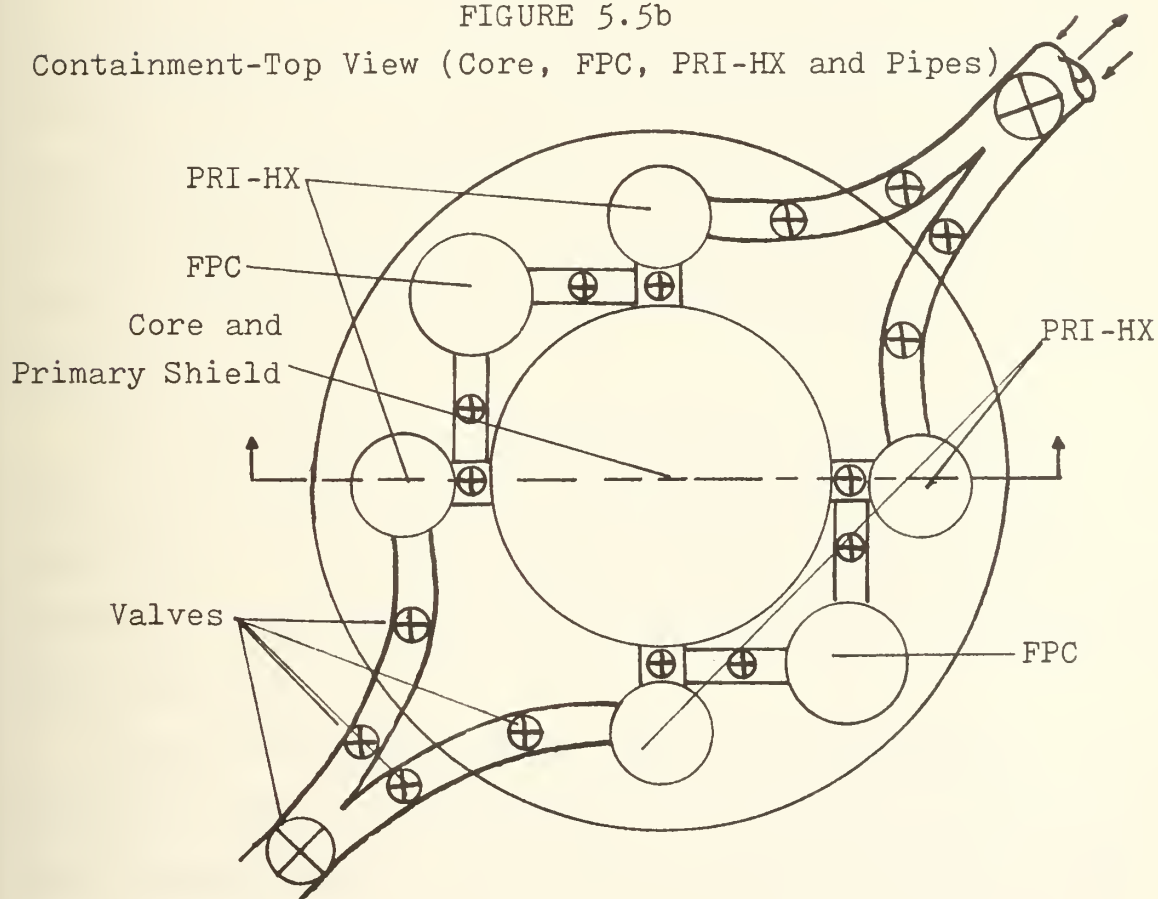 FIGURE 5.5b
Containment-Top View (Core, FPC, PRI-HX and Pipes)
PRI-HX
FPC
Core and
Primary Shield
PRI-HX
Valves
FPC